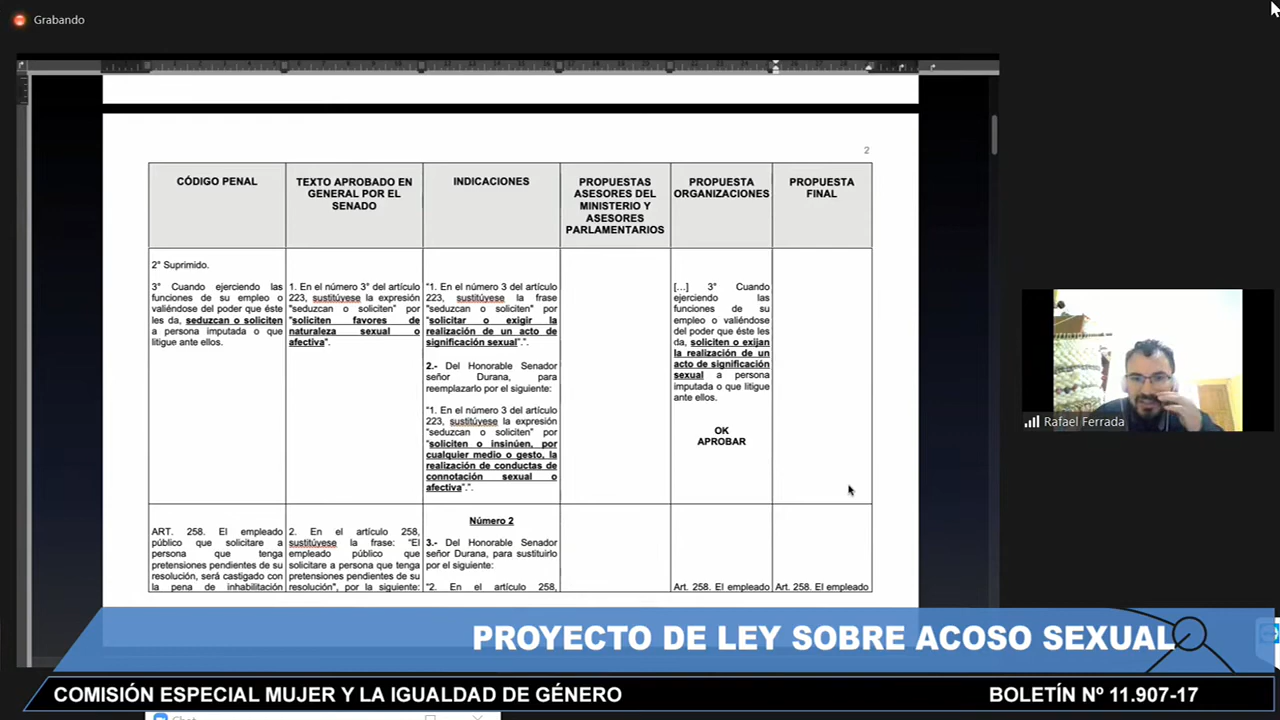 Grabando
2
CÓDIGO PENAL
TEXTO APROBADO EN
GENERAL POR EL
SENADO
INDICACIONES
PROPUESTAS
ASESORES DEL
MINISTERIO Y
ASESORES
PARLAMENTARIOS
PROPUESTA
ORGANIZACIONES
PROPUESTA
FINAL
2° Suprimido.
3° Cuando ejerciendo las
funciones de su empleo o
valiéndose del poder que éste
les da, seduzcan o soliciten
a persona imputada o que
litigue ante ellos.
1. En el número 3° del artículo
223, sustitúyese la expresión
"seduzcan o soliciten" por
"soliciten favores de
naturaleza sexual o
afectiva".
"1. En el número 3 del artículo
223, sustitúyese la frase
"seduzcan o soliciten" por
"solicitar o exigir la
realización de un acto de
significación sexual".".
2.- Del Honorable Senador
señor Durana, para
reemplazarlo por el siguiente:
"1. En el número 3 del artículo
223, sustitúyese la expresión
"seduzcan o soliciten" por
"soliciten o insinúen, por
cualquier medio o gesto, la
realización de conductas de
connotación sexual o
afectiva".".
[...] 3° Cuando
ejerciendo las
funciones de su
empleo o valiéndose
del poder que éste les
da, soliciten o exijan
la realización de un
acto de significación
sexual a persona
imputada o que litigue
ante ellos.
OK
APROBAR
ART. 258. El empleado
público que solicitare a
persona que tenga
pretensiones pendientes de su
resolución, será castigado con
la pena de inhabilitación
2. En el artículo 258,
sustitúyese la frase: "El
empleado público que
solicitare a persona que tenga
pretensiones pendientes de su
resolución", por la siguiente:
Número 2
3.- Del Honorable Senador
señor Durana, para sustituirlo
por el siguiente:
"2. En el artículo 258,
Art. 258. El empleado
Art. 258. El empleado
Rafael Ferrada
PROYECTO DE LEY SOBRE ACOSO SEXUAL
COMISIÓN ESPECIAL MUJER Y LA IGUALDAD DE GÉNERO
BOLETÍN Nº 11.907-17